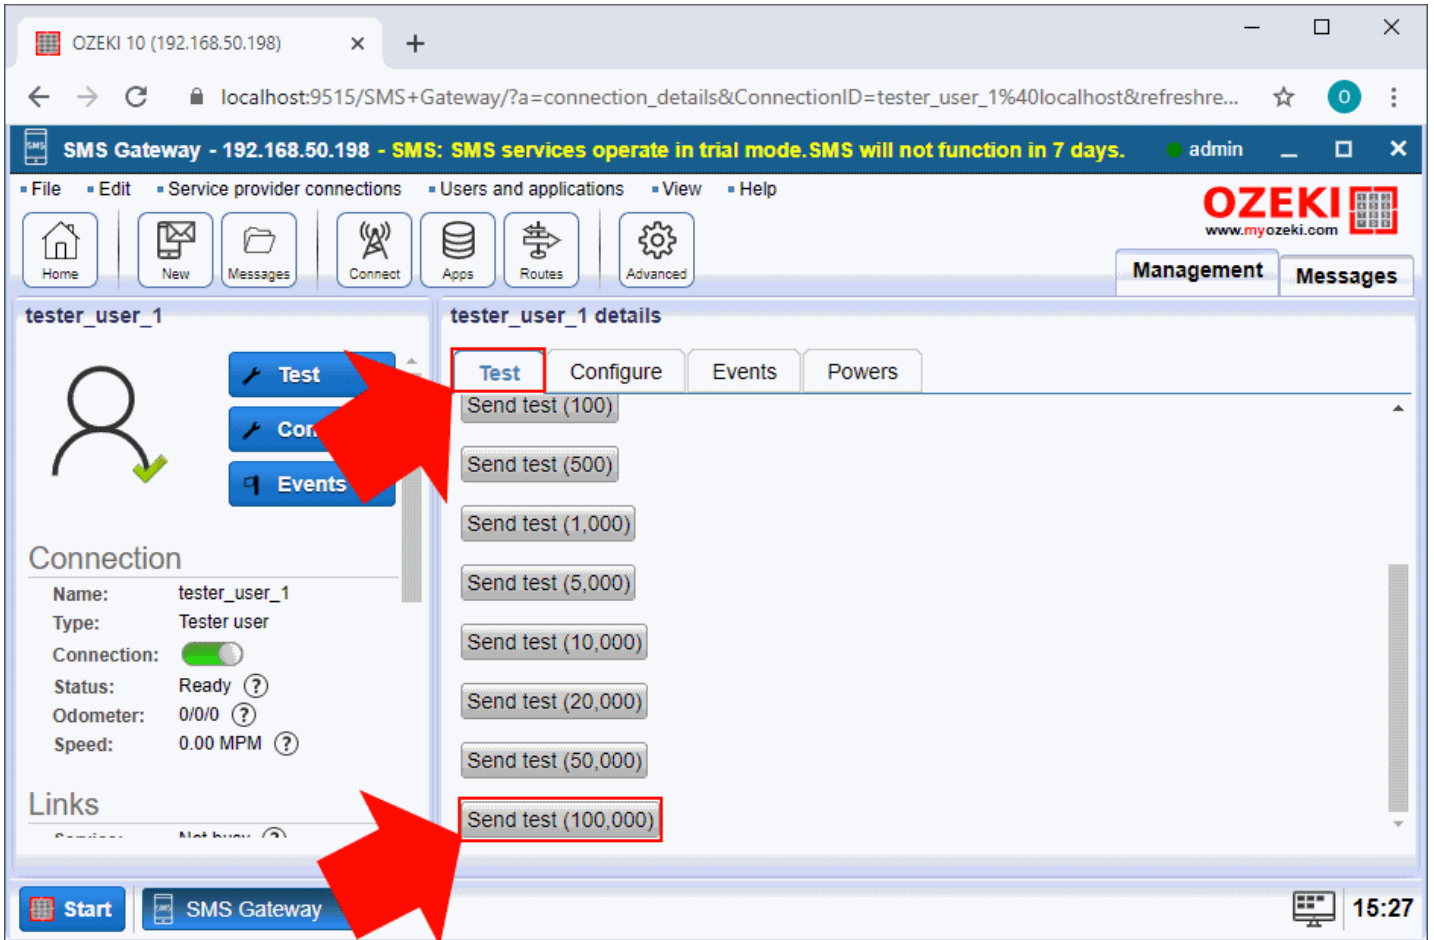 OZEKI 10 (192.168.50.198)
localhost:9515/SMS+Gateway/?a=connection_details&ConnectionID=tester_user_1%40localhost&refreshre...
O
SMS
SMS Gateway - 192.168.50.198 - SMS: SMS services operate in trial mode.SMS will not function in 7 days.
admin
File Edit Service provider connections Users and applications View Help
OZEKI
www.myozeki.com
Home New Messages Connect Apps Routes Advanced
Management Messages
tester_user_1
tester_user_1 details
Test
Con
Events
Test Configure Events Powers
Send test (100)
Send test (500)
Send test (1,000)
Send test (5,000)
Send test (10,000)
Send test (20,000)
Send test (50,000)
Send test (100,000)
Connection
Name: tester_user_1
Type: Tester user
Connection:
Status: Ready ?
Odometer: 0/0/0 ?
Speed: 0.00 MPM ?
Links
Not busy
Start
SMS Gateway
15:27